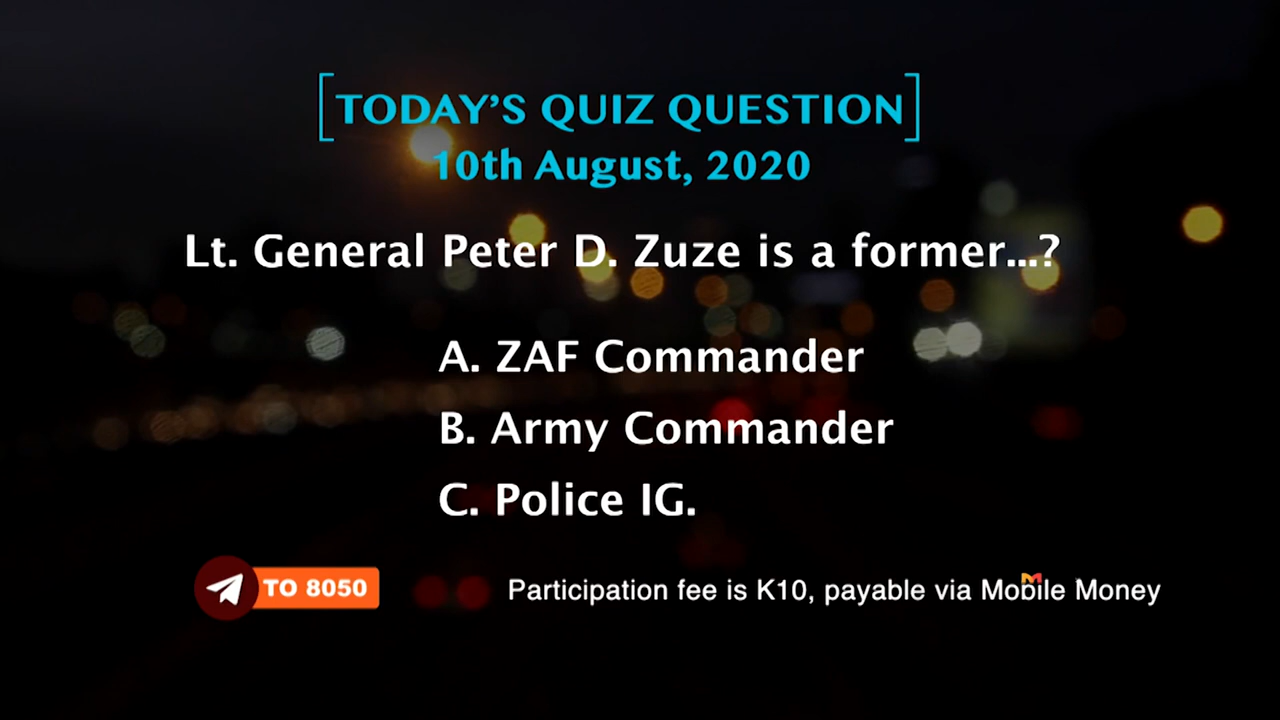 [TODAY'S QUIZ QUESTION]
10th August, 2020
Lt. General Peter D. Zuze is a former...?
A. ZAF Commander
B. Army Commander
C. Police IG.
TO 8050
Participation fee is K10, payable via Mobile Money